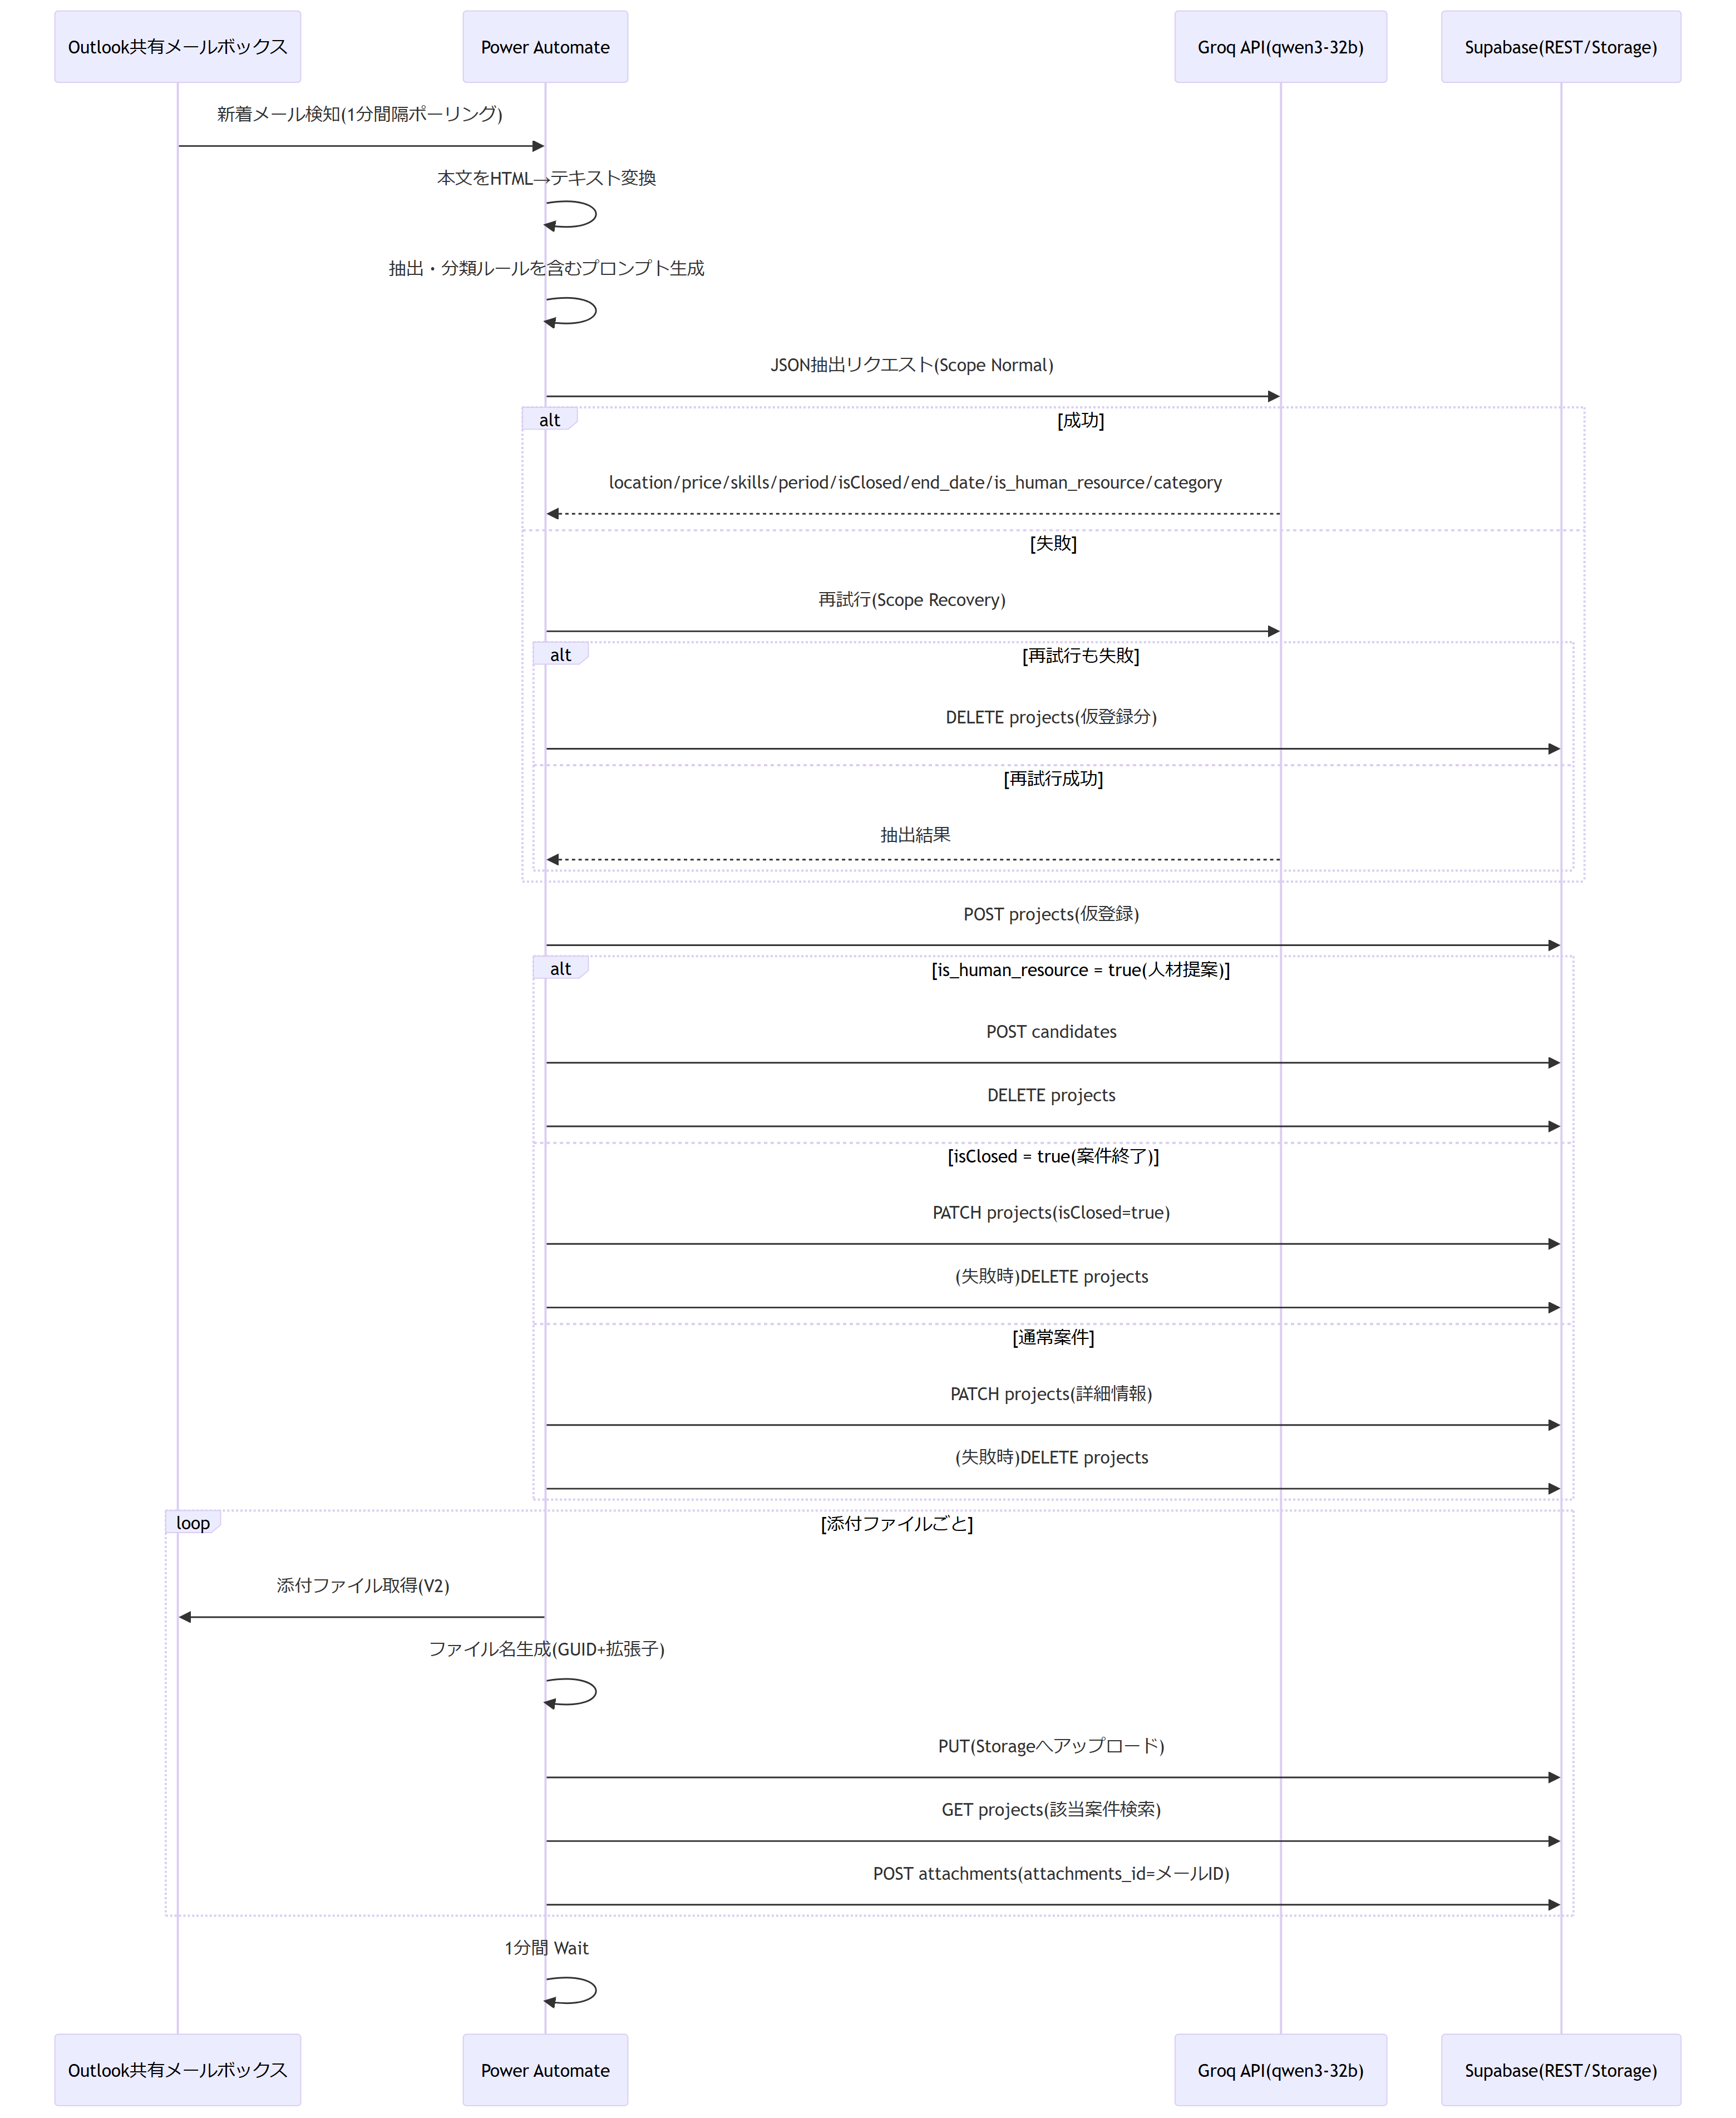 Outlook共有メールボックス
Power Automate
Groq API(qwen3-32b)
Supabase(REST/Storage)
新着メール検知(1分間隔ポーリング)
本文をHTML→テキスト変換
抽出・分類ルールを含むプロンプト生成
JSON抽出リクエスト(Scope Normal)
alt
[成功]
location/price/skills/period/isClosed/end_date/is_human_resource/category
[失敗]
再試行(Scope Recovery)
alt
[再試行も失敗]
DELETE projects(仮登録分)
[再試行成功]
抽出結果
POST projects(仮登録)
alt
[is_human_resource = true(人材提案)]
POST candidates
DELETE projects
[isClosed = true(案件終了)]
PATCH projects(isClosed=true)
(失敗時)DELETE projects
[通常案件]
PATCH projects(詳細情報)
(失敗時)DELETE projects
loop
[添付ファイルごと]
添付ファイル取得(V2)
ファイル名生成(GUID+拡張子)
PUT(Storageへアップロード)
GET projects(該当案件検索)
POST attachments(attachments_id=メールID)
1分間 Wait
Outlook共有メールボックス
Power Automate
Groq API(qwen3-32b)
Supabase(REST/Storage)